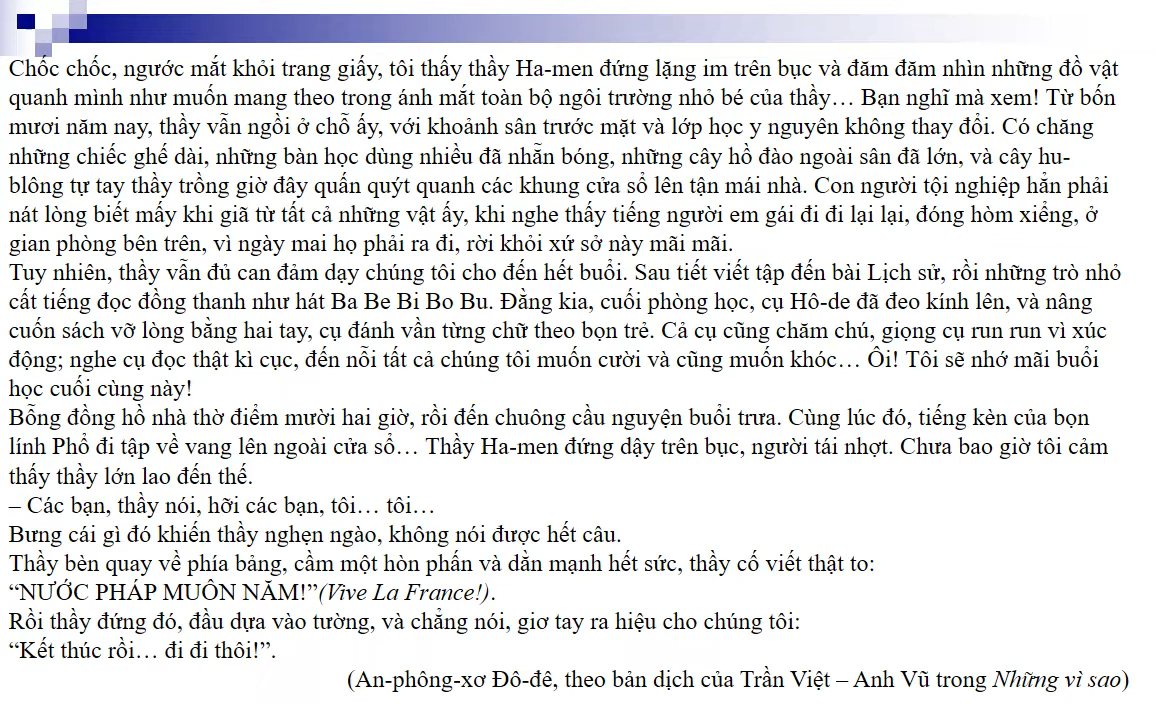 Chốc chốc, ngước mắt khỏi trang giấy, tôi thấy thầy Ha-men đứng lặng im trên bục và đăm đăm nhìn những đồ vật
quanh mình như muốn mang theo trong ánh mắt toàn bộ ngôi trường nhỏ bé của thầy… Bạn nghĩ mà xem! Từ bốn
mươi năm nay, thầy vẫn ngồi ở chỗ ấy, với khoảnh sân trước mặt và lớp học y nguyên không thay đổi. Có chăng
những chiếc ghế dài, những bàn học dùng nhiều đã nhẵn bóng, những cây hồ đào ngoài sân đã lớn, và cây hu-
blông tự tay thầy trồng giờ đây quấn quýt quanh các khung cửa sổ lên tận mái nhà. Con người tội nghiệp hẳn phải
nát lòng biết mấy khi giã từ tất cả những vật ấy, khi nghe thấy tiếng người em gái đi đi lại lại, đóng hòm xiểng, ở
gian phòng bên trên, vì ngày mai họ phải ra đi, rời khỏi xứ sở này mãi mãi.
Tuy nhiên, thầy vẫn đủ can đảm dạy chúng tôi cho đến hết buổi. Sau tiết viết tập đến bài Lịch sử, rồi những trò nhỏ
cất tiếng đọc đồng thanh như hát Ba Be Bi Bo Bu. Đằng kia, cuối phòng học, cụ Hô-de đã đeo kính lên, và nâng
cuốn sách vỡ lòng bằng hai tay, cụ đánh vần từng chữ theo bọn trẻ. Cả cụ cũng chăm chú, giọng cụ run run vì xúc
động; nghe cụ đọc thật kì cục, đến nỗi tất cả chúng tôi muốn cười và cũng muốn khóc… Ôi! Tôi sẽ nhớ mãi buổi
học cuối cùng này!
Bỗng đồng hồ nhà thờ điểm mười hai giờ, rồi đến chuông cầu nguyện buổi trưa. Cùng lúc đó, tiếng kèn của bọn
lính Phổ đi tập về vang lên ngoài cửa sổ… Thầy Ha-men đứng dậy trên bục, người tái nhợt. Chưa bao giờ tôi cảm
thấy thầy lớn lao đến thế.
– Các bạn, thầy nói, hỡi các bạn, tôi… tôi…
Bưng cái gì đó khiến thầy nghẹn ngào, không nói được hết câu.
Thầy bèn quay về phía bảng, cầm một hòn phấn và dằn mạnh hết sức, thầy cố viết thật to:
“NƯỚC PHÁP MUÔN NĂM!”(Vive La France!).
Rồi thầy đứng đó, đầu dựa vào tường, và chẳng nói, giơ tay ra hiệu cho chúng tôi:
“Kết thúc rồi… đi đi thôi!”.
(An-phông-xơ Đô-đê, theo bản dịch của Trần Việt – Anh Vũ trong Những vì sao)